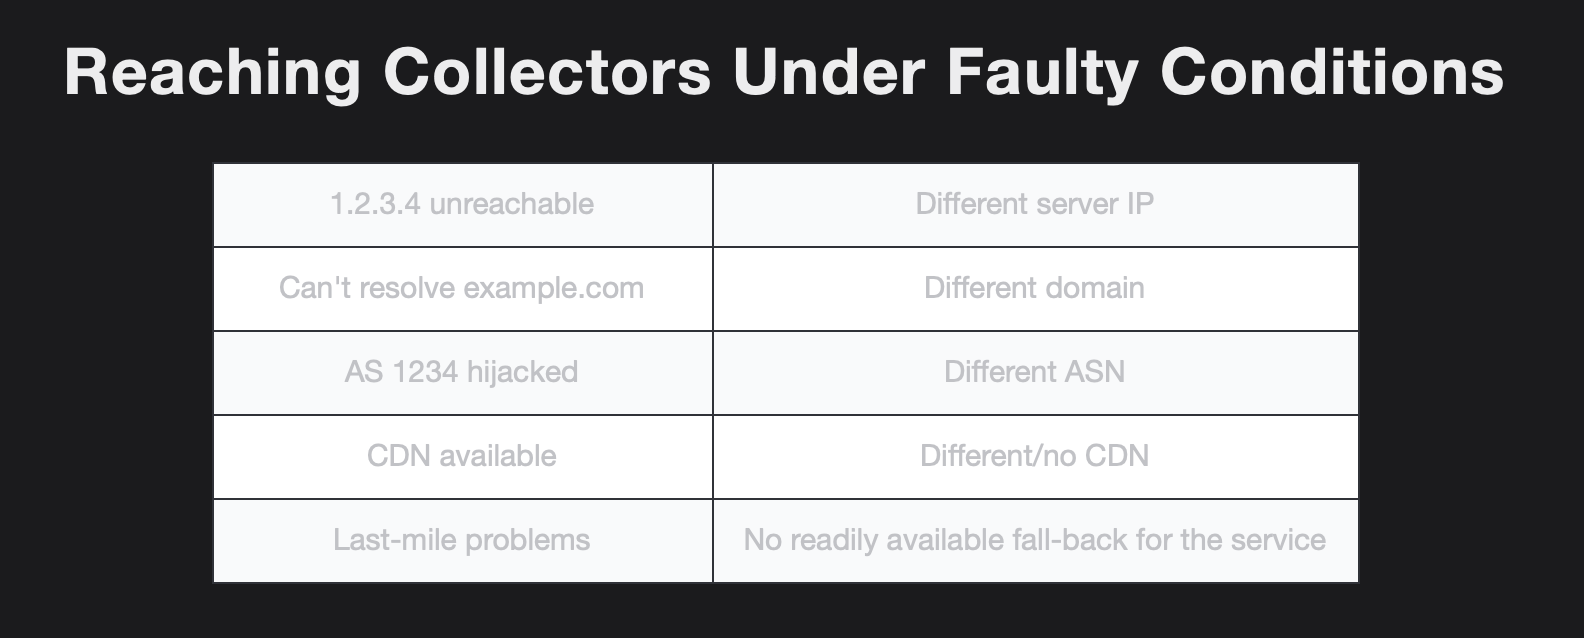 Reaching Collectors Under Faulty Conditions
1.2.3.4 unreachable
Different server IP
Can't resolve example.com
Different domain
AS 1234 hijacked
Different ASN
CDN available
Different/no CDN
Last-mile problems
No readily available fall-back for the service